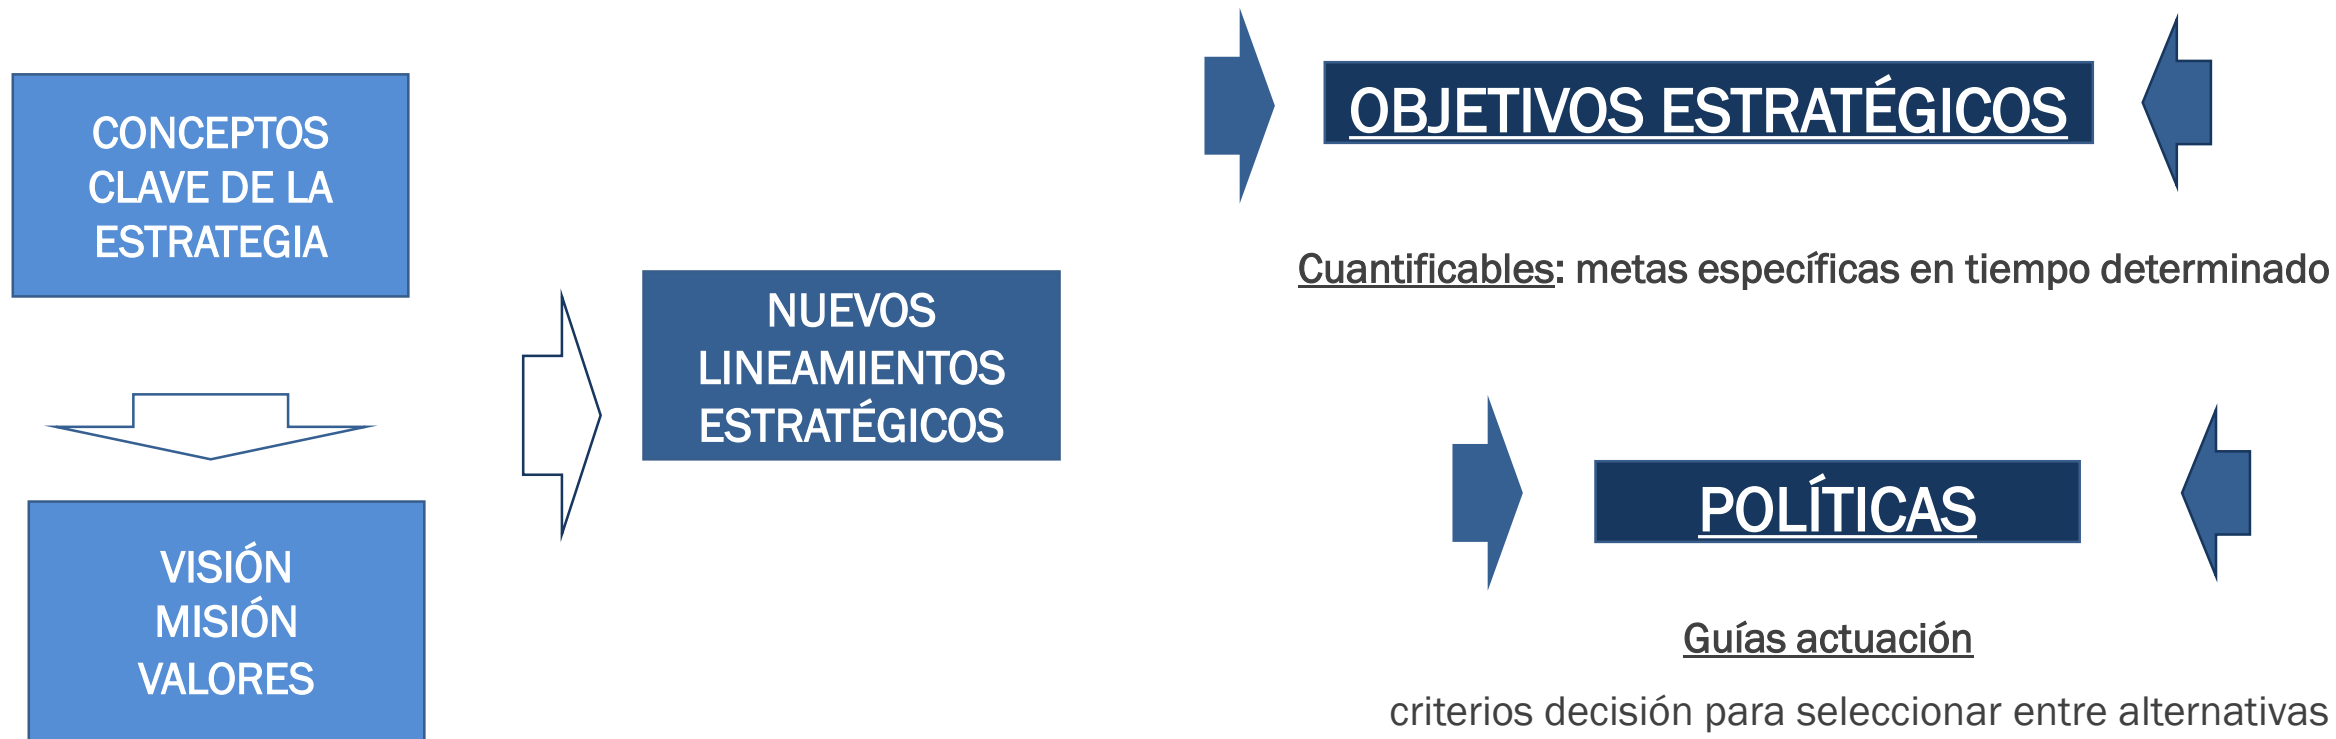 CONCEPTOS
CLAVE DE LA
ESTRATEGIA
VISIÓN
MISIÓN
VALORES
NUEVOS
LINEAMIENTOS
ESTRATÉGICOS
OBJETIVOS ESTRATÉGICOS
Cuantificables: metas específicas en tiempo determinado
POLÍTICAS
Guías actuación
criterios decisión para seleccionar entre alternativas